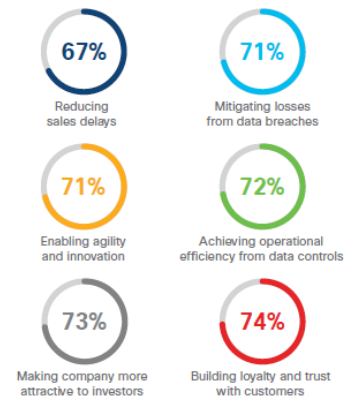 67%
Reducing
sales delays
71%
Mitigating losses
from data breaches
71%
Enabling agility
and innovation
72%
Achieving operational
efficiency from data controls
73%
Making company more
attractive to investors
74%
Building loyalty and trust
with customers